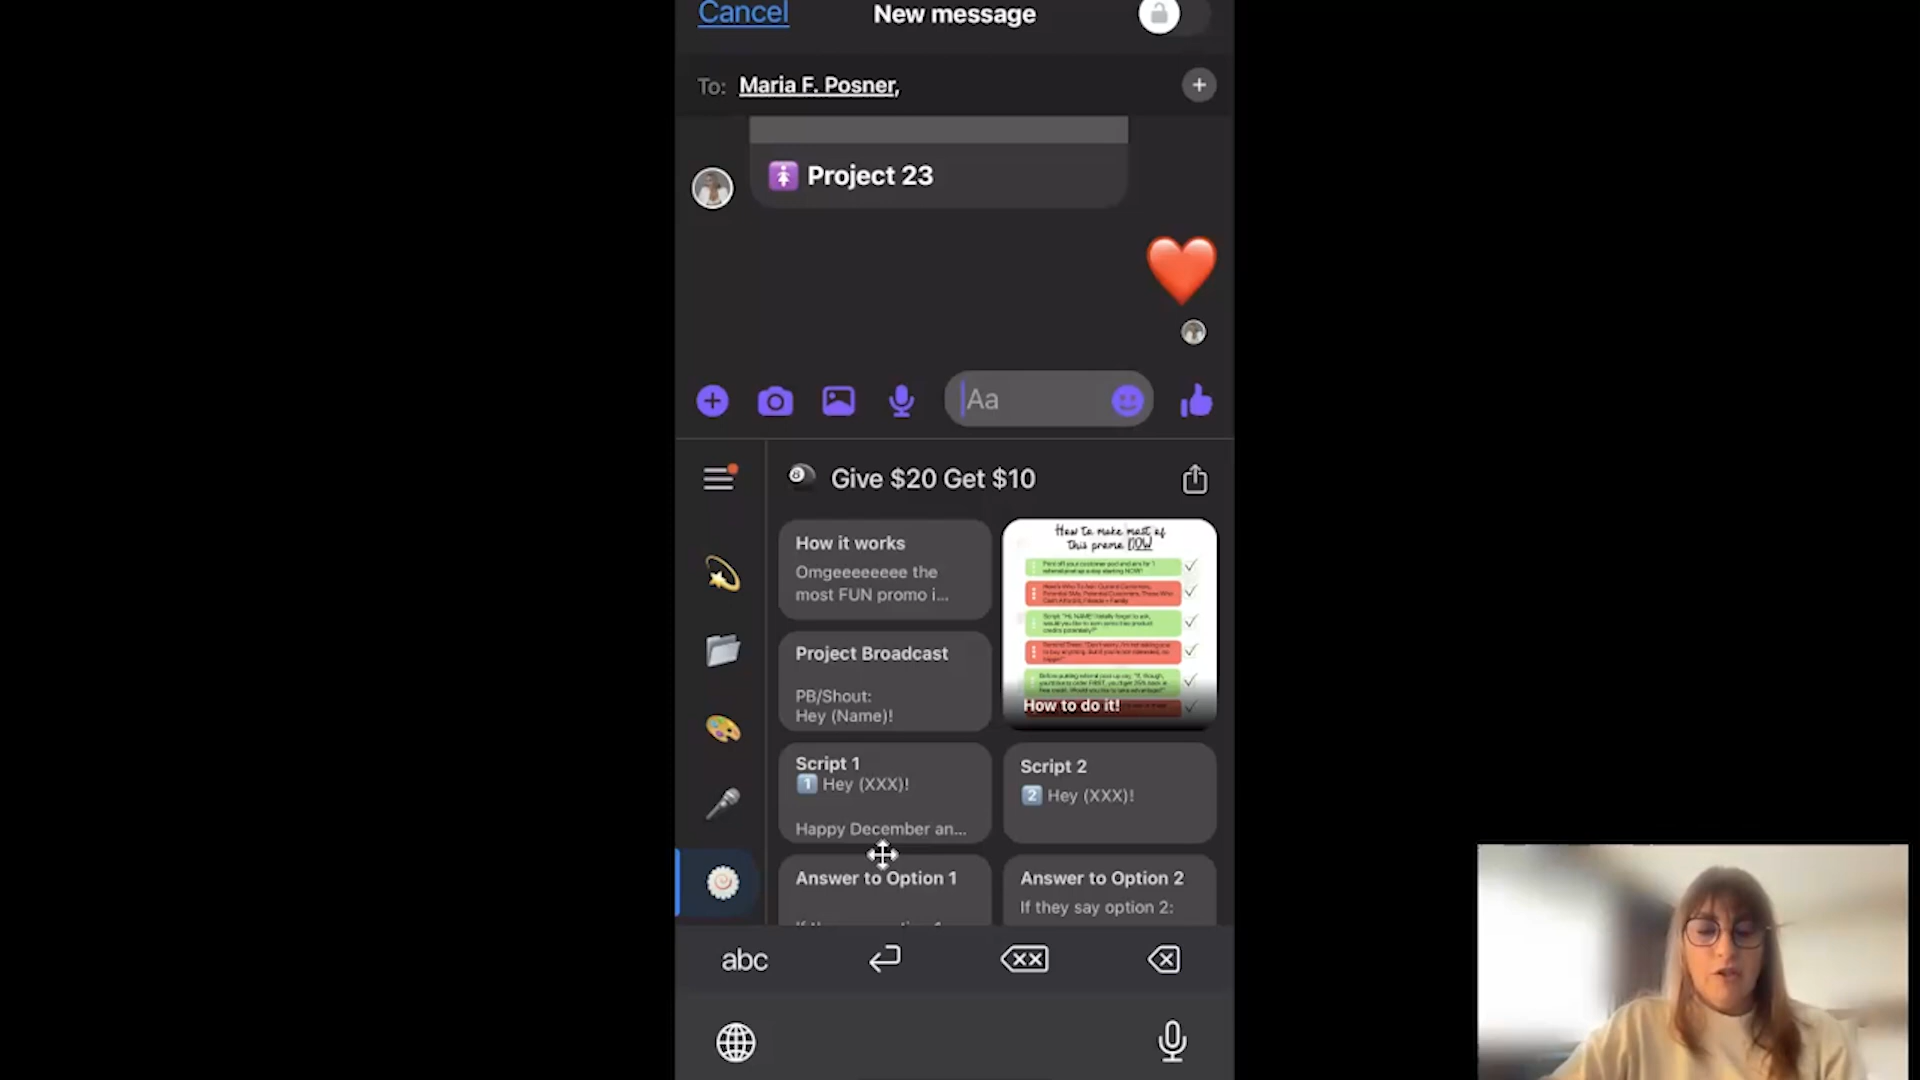 Cancel
New message
To: Maria F. Posner,
Project 23
Aa
Give $20 Get $10
How it works
Omgeeeeeeee the
most FUN promo i...
How to make most of
this promo NOW
How to do it!
Project Broadcast
PB/Shout:
Hey (Name)!
Script 1
1 Hey (XXX)!
Happy December an...
Script 2
2 Hey (XXX)!
Answer to Option 1
Answer to Option 2
If they say option 2:
abc